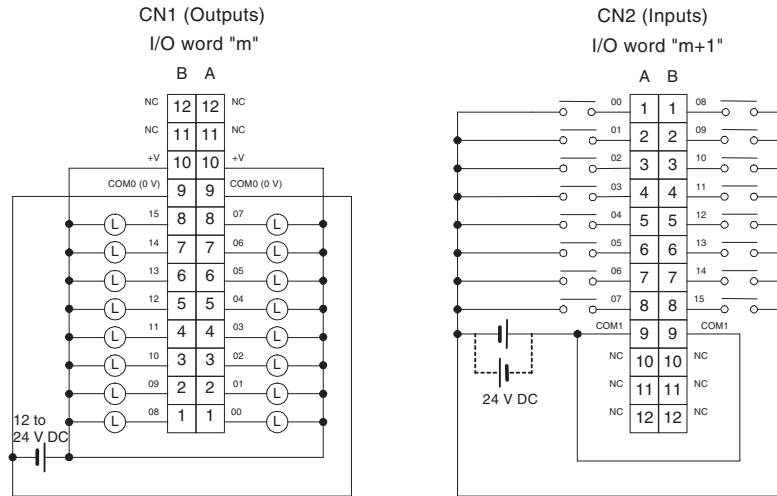 CN1 (Outputs)
I/O word "m"
B A
NC 12 12 NC
NC 11 11 NC
+V 10 10 +V
COM0 (0 V) 9 9 COM0 (0 V)
L 15 8 8 07 L
L 14 7 7 06 L
L 13 6 6 05 L
L 12 5 5 04 L
L 11 4 4 03 L
L 10 3 3 02 L
L 09 2 2 01 L
L 08 1 1 00 L
12 to
24 V DC
CN2 (Inputs)
I/O word "m+1"
A B
00 1 1 08
01 2 2 09
02 3 3 10
03 4 4 11
04 5 5 12
05 6 6 13
06 7 7 14
07 8 8 15
COM1 9 9 COM1
NC 10 10 NC
NC 11 11 NC
NC 12 12 NC
24 V DC